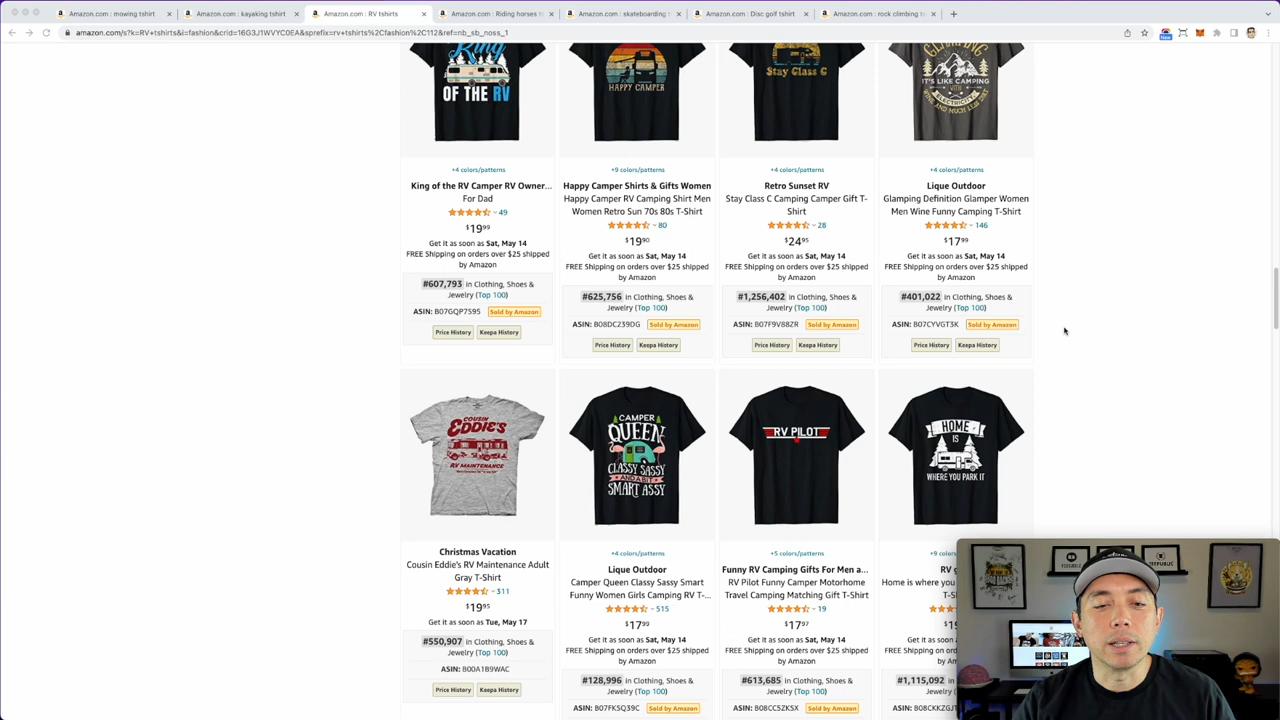 Amazon.com : mowing tshirt
Amazon.com : kayaking tshirt
Amazon.com : RV tshirts
Amazon.com : Riding horses t
Amazon.com : skateboarding
Amazon.com : Disc golf tshirt
Amazon.com : rock climbing t
amazon.com/s?k=RV+tshirts&i=fashion&crid=16G3J1WVYC0EA&sprefix=rv+tshirts%2Cfashion%2C112&ref=nb_sb_noss_1
New
King
OF THE RV
HAPPY CAMPER
Stay Class C
GLAMPING
IT'S LIKE CAMPING
WITH
ELECTRICITY
+4 colors/patterns
+9 colors/patterns
+4 colors/patterns
+4 colors/patterns
King of the RV Camper RV Owner...
For Dad
49
$19.99
Get it as soon as Sat, May 14
FREE Shipping on orders over $25 shipped
by Amazon
#607,793 in Clothing, Shoes &
Jewelry (Top 100)
ASIN: B07GQP7S95 Sold by Amazon
Price History Keepa History
Happy Camper Shirts & Gifts Women
Happy Camper RV Camping Shirt Men
Women Retro Sun 70s 80s T-Shirt
80
$19.90
Get it as soon as Sat, May 14
FREE Shipping on orders over $25 shipped
by Amazon
#625,756 in Clothing, Shoes &
Jewelry (Top 100)
ASIN: B08DC239DG Sold by Amazon
Price History Keepa History
Retro Sunset RV
Stay Class C Camping Camper Gift T-
Shirt
28
$24.95
Get it as soon as Sat, May 14
FREE Shipping on orders over $25 shipped
by Amazon
#1,256,402 in Clothing, Shoes &
Jewelry (Top 100)
ASIN: B07F9V88ZR Sold by Amazon
Price History Keepa History
Lique Outdoor
Glamping Definition Glamper Women
Men Wine Funny Camping T-Shirt
146
$17.99
Get it as soon as Sat, May 14
FREE Shipping on orders over $25 shipped
by Amazon
#401,022 in Clothing, Shoes &
Jewelry (Top 100)
ASIN: B07CYVGT3K Sold by Amazon
Price History Keepa History
COUSIN
EDDIE'S
RV MAINTENANCE
CAMPER
QUEEN
CLASSY SASSY
AND A BIT
SMART ASSY
RV PILOT
HOME
IS
WHERE YOU PARK IT
Christmas Vacation
Cousin Eddie's RV Maintenance Adult
Gray T-Shirt
311
$19.95
Get it as soon as Tue, May 17
#550,907 in Clothing, Shoes &
Jewelry (Top 100)
ASIN: B00A1B9WAC
Price History Keepa History
+4 colors/patterns
Lique Outdoor
Camper Queen Classy Sassy Smart
Funny Women Girls Camping RV T-...
515
$17.99
Get it as soon as Sat, May 14
FREE Shipping on orders over $25 shipped
by Amazon
#128,996 in Clothing, Shoes &
Jewelry (Top 100)
ASIN: B07FK5Q39C Sold by Amazon
+5 colors/patterns
Funny RV Camping Gifts For Men a...
RV Pilot Funny Camper Motorhome
Travel Camping Matching Gift T-Shirt
19
$17.97
Get it as soon as Sat, May 14
FREE Shipping on orders over $25 shipped
by Amazon
#613,685 in Clothing, Shoes &
Jewelry (Top 100)
ASIN: B08CC5ZKSX Sold by Amazon
+9 colors
RV g
Home is where you
T-S
$19
Get it as soon
FREE Shipping on
by
#1,115,092 in C
Jewelry
ASIN: B08CKKZGJT